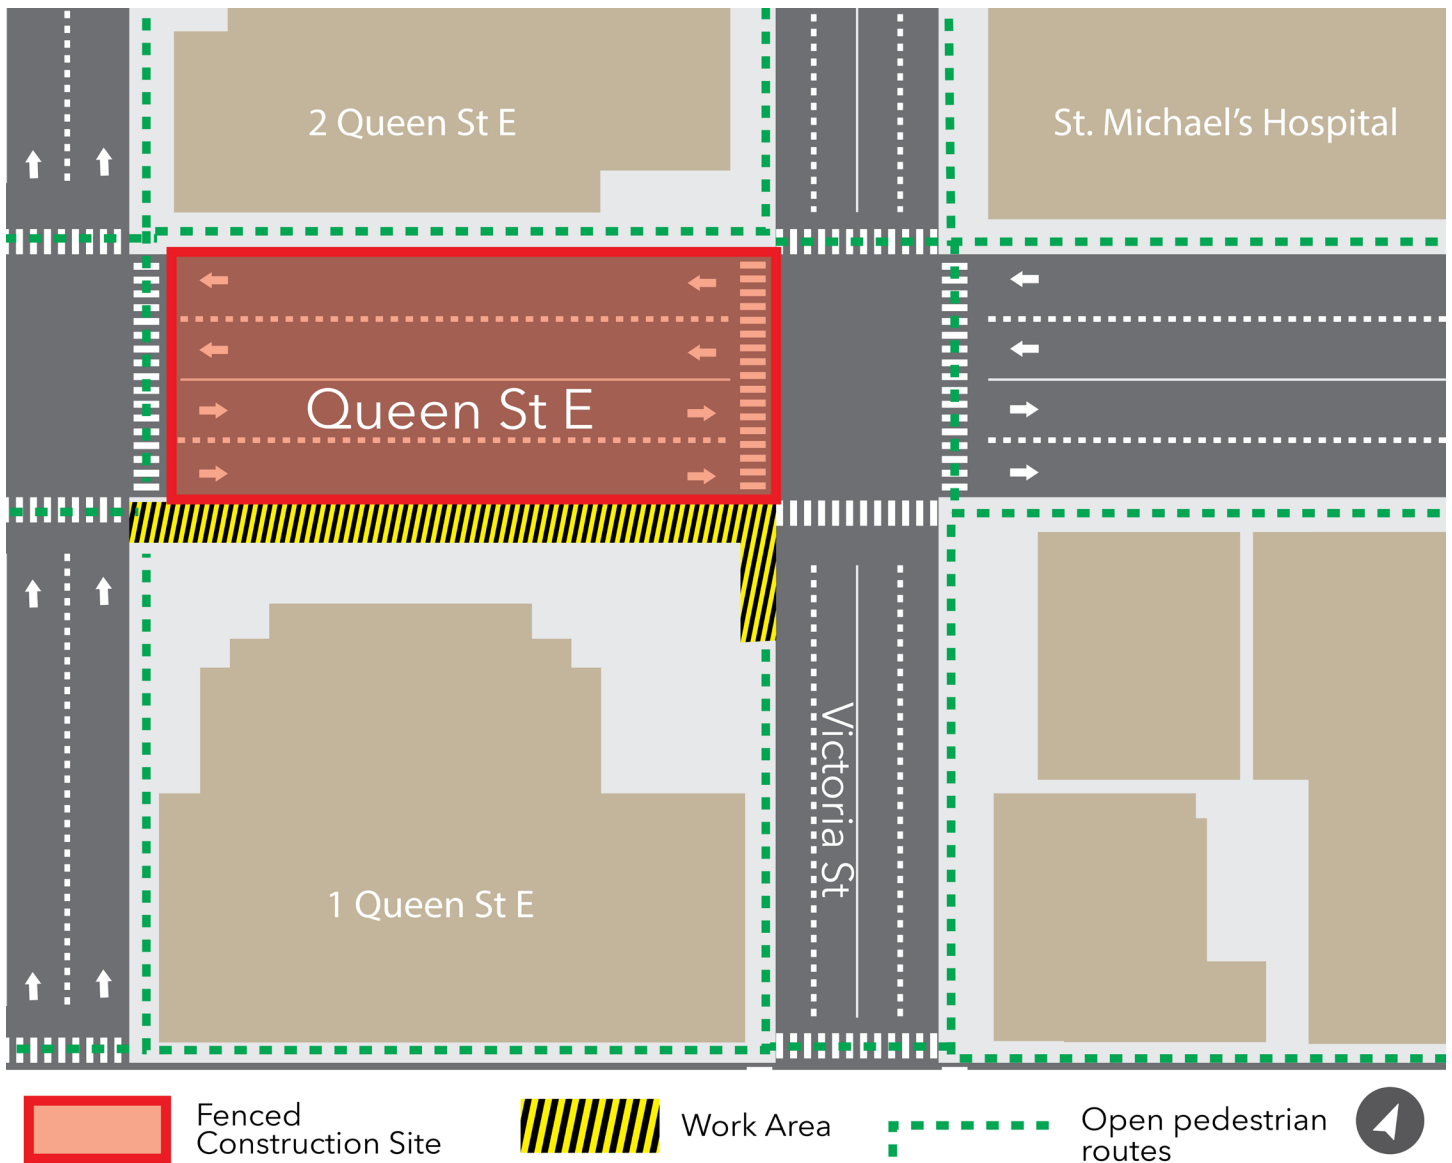 2 Queen St E
St. Michael's Hospital
Queen St E
Victoria St
1 Queen St E
Fenced
Construction Site
Work Area
Open pedestrian
routes